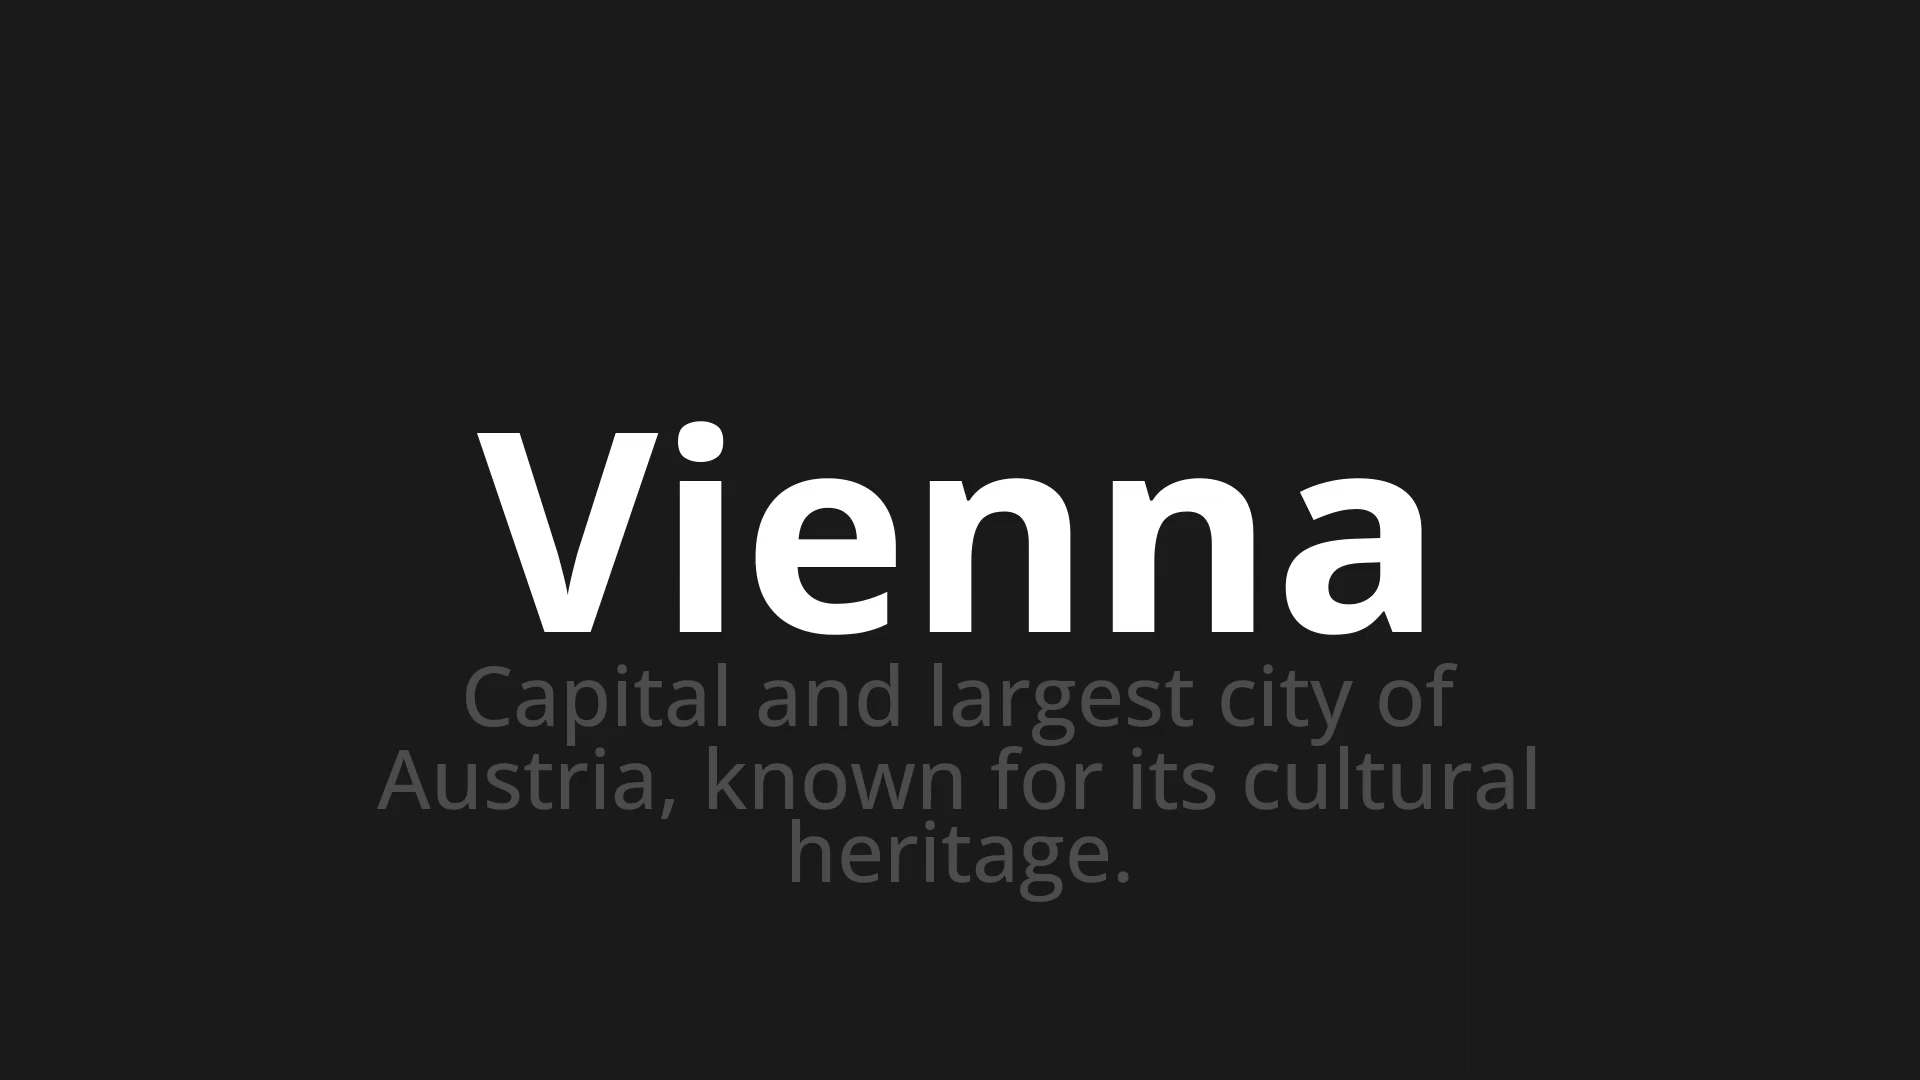 Vienna
Capital and largest city of
Austria, known for its cultural
heritage.